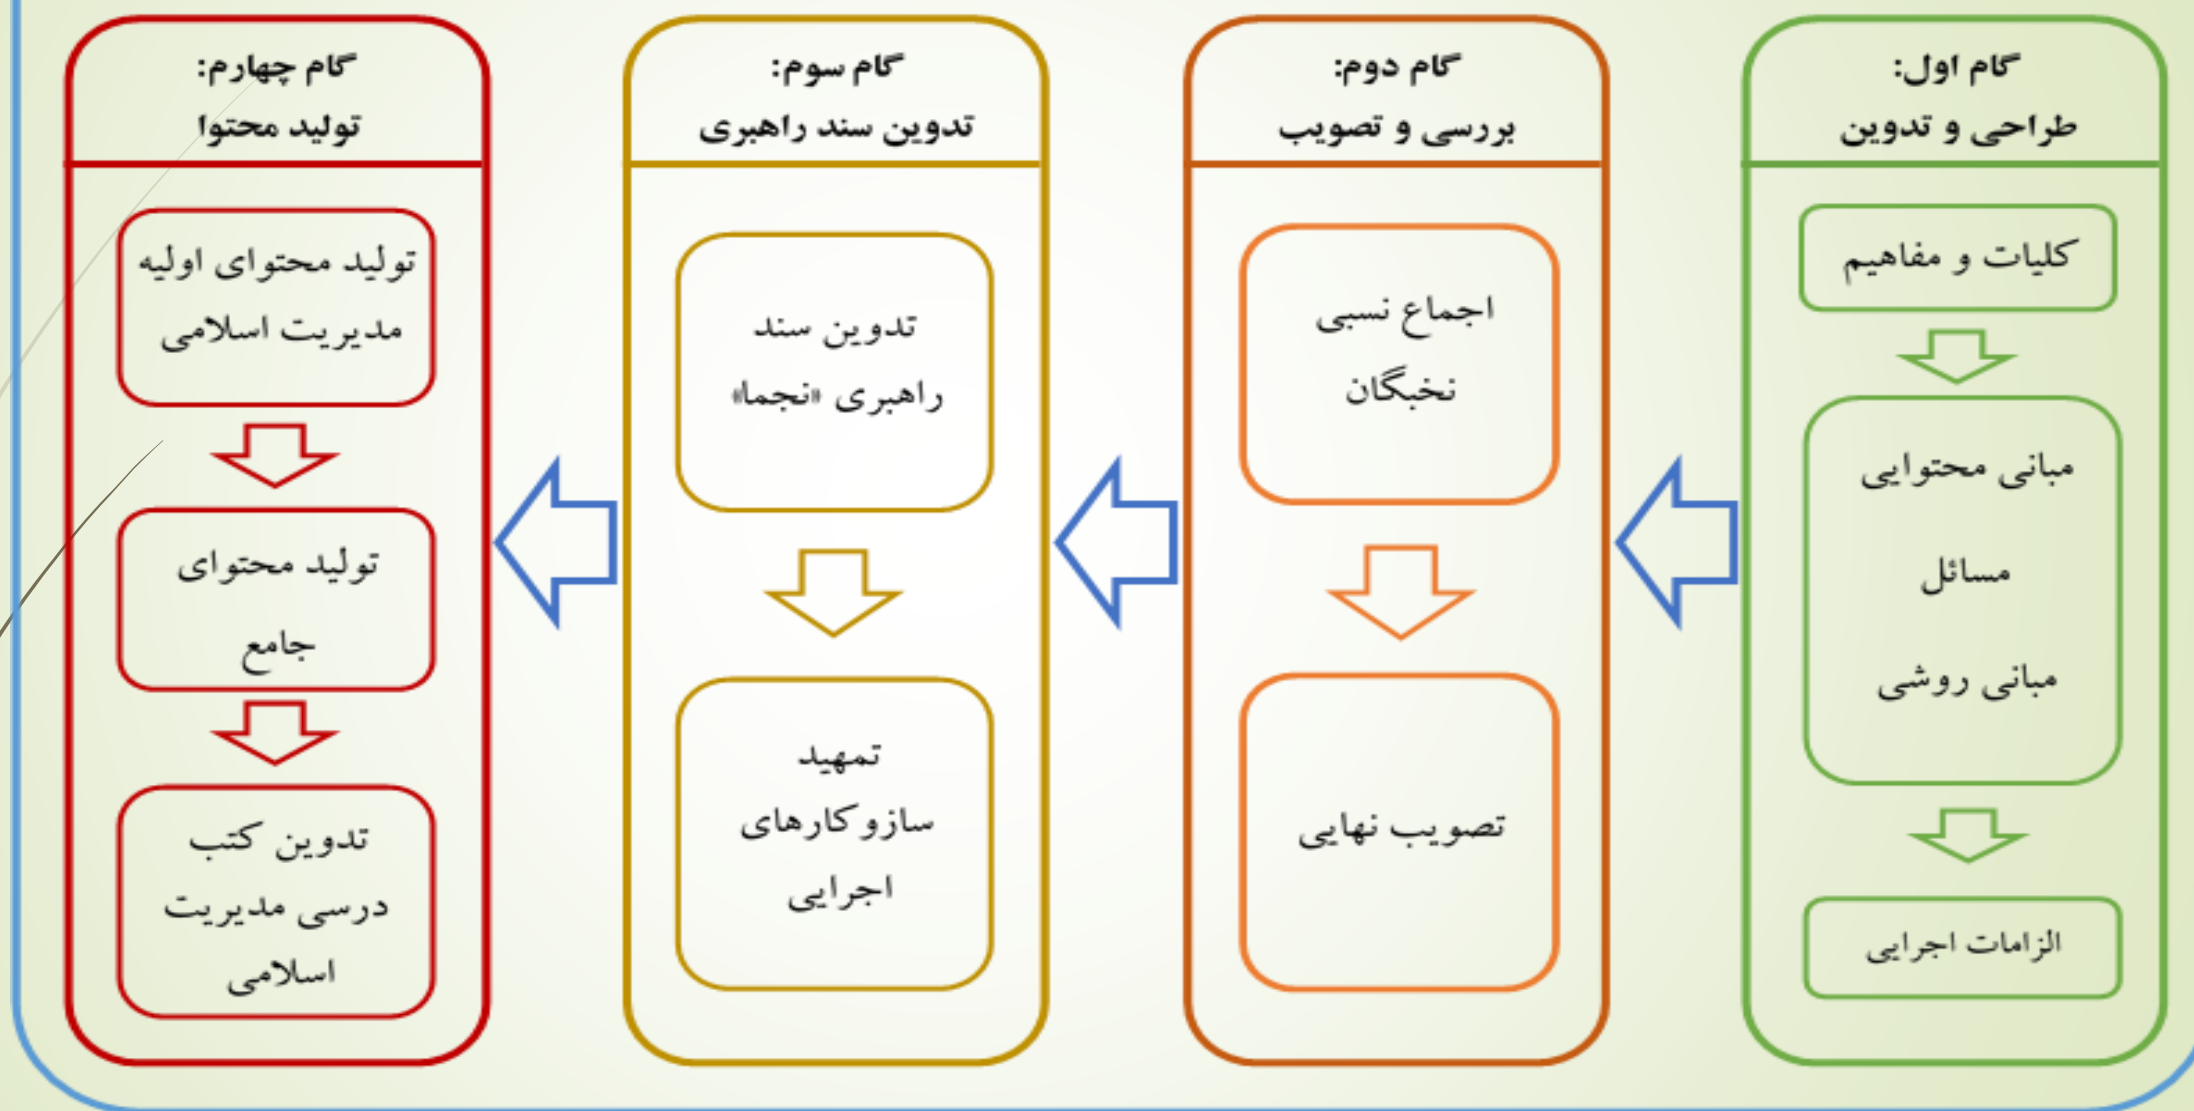 گام اول:
طراحی و تدوین
کلیات و مفاهیم
مبانی محتوایی
مسائل
مبانی روشی
الزامات اجرایی
گام دوم:
بررسی و تصویب
اجماع نسبی
نخبگان
تصویب نهایی
گام سوم:
تدوین سند راهبری
تدوین سند
راهبری «نجما»
تمهید
سازوکارهای
اجرایی
گام چهارم:
تولید محتوا
تولید محتوای اولیه
مدیریت اسلامی
تولید محتوای
جامع
تدوین کتب
درسی مدیریت
اسلامی